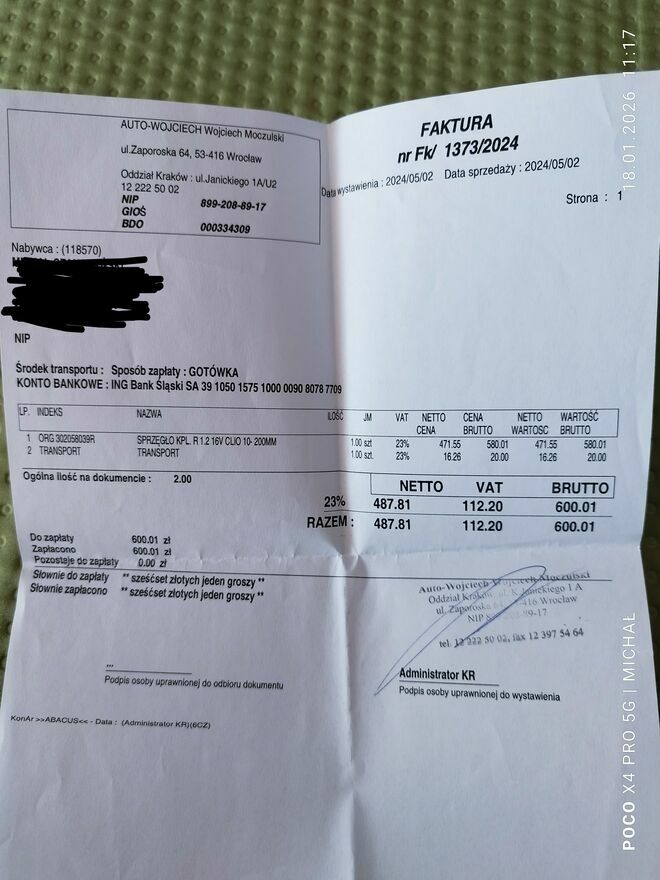 AUTO-WOJCIECH Wojciech Moczulski
ul.Zaporoska 64, 53-416 Wrocław
Oddział Kraków : ul.Janickiego 1A/U2
12 222 50 02
NIP 899-208-89-17
GIOŚ
BDO 000334309
FAKTURA
nr Fk/ 1373/2024
Data wystawienia : 2024/05/02 Data sprzedaży : 2024/05/02
Strona : 1
Nabywca : (118570)
NIP
Środek transportu : Sposób zapłaty : GOTÓWKA
KONTO BANKOWE : ING Bank Śląski SA 39 1050 1575 1000 0090 8078 7709
LP. INDEKS NAZWA ILOŚĆ JM VAT NETTO CENA CENA BRUTTO NETTO WARTOSC WARTOŚĆ BRUTTO
1 ORG 302058039R SPRZĘGŁO KPL. R 1.2 16V CLIO 10- 200MM 1.00 szt 23% 471.55 580.01 471.55 580.01
2 TRANSPORT TRANSPORT 1.00 szt 23% 16.26 20.00 16.26 20.00
Ogólna ilość na dokumencie : 2.00
NETTO VAT BRUTTO
23% 487.81 112.20 600.01
RAZEM : 487.81 112.20 600.01
Do zapłaty 600.01 zł
Zapłacono 600.01 zł
Pozostaje do zapłaty 0.00 zł
Słownie do zapłaty ** sześćset złotych jeden groszy **
Słownie zapłacono ** sześćset złotych jeden groszy **
Auto-Wojciech Wojciech Moczulski
Oddział Kraków, ul. K.Janickiego 1 A
ul. Zaporoska 416 Wrocław
NIP 89-17
tel. 12 222 50 02, fax 12 397 54 64
...
Podpis osoby uprawnionej do odbioru dokumentu
Administrator KR
Podpis osoby uprawnionej do wystawienia
KonAr >>ABACUS<< - Data : (Administrator KR)(6CZ)
18.01.2026 11:17
POCO X4 PRO 5G | MICHAŁ